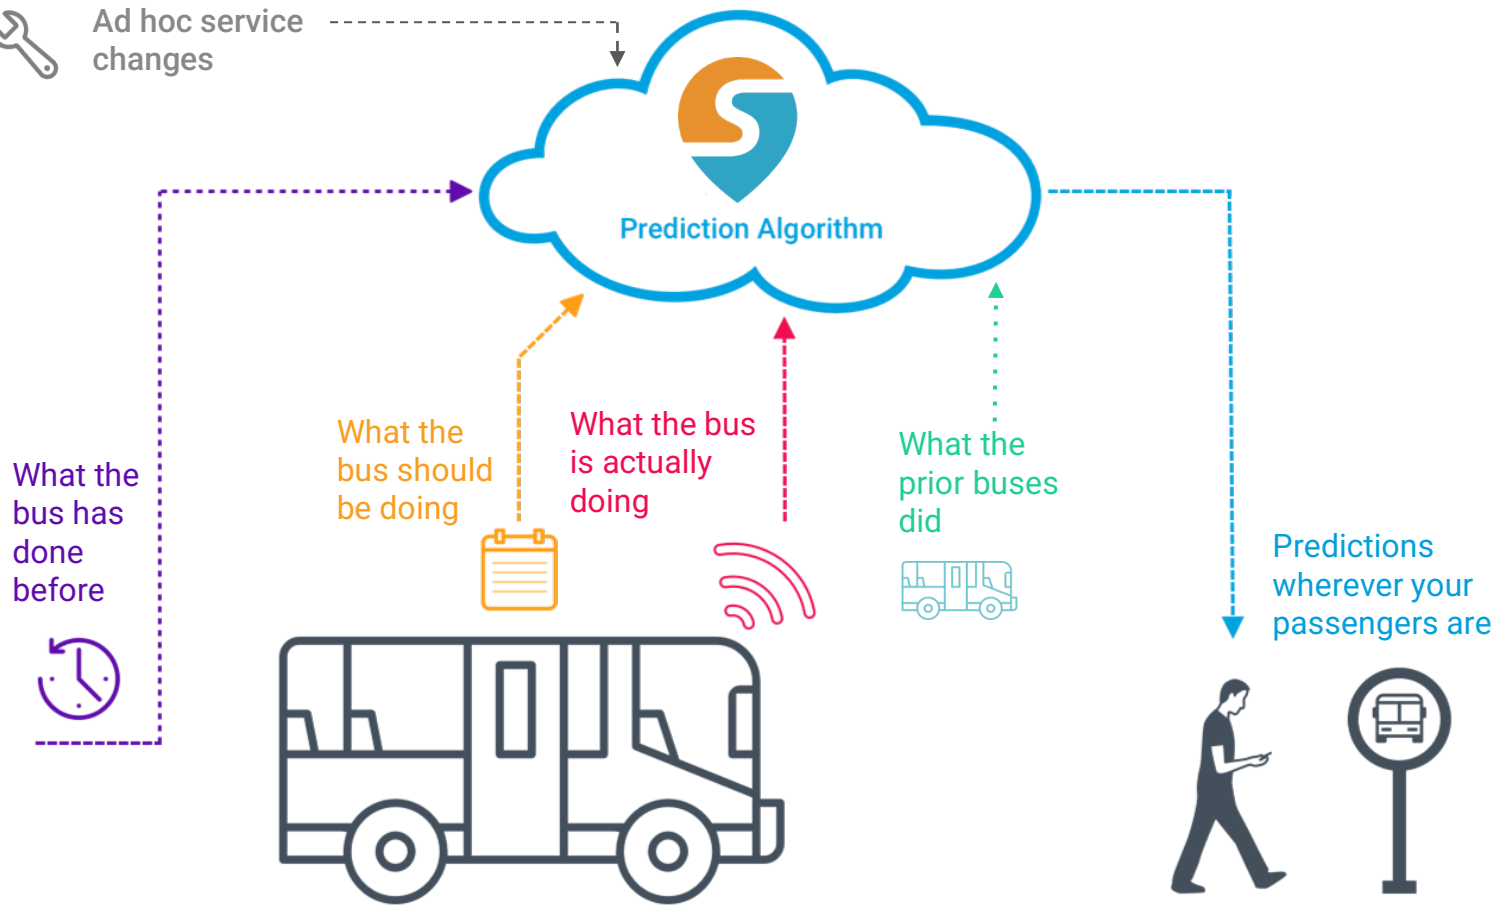 Ad hoc service
changes
Prediction Algorithm
What the
bus has
done
before
What the
bus should
be doing
What the bus
is actually
doing
What the
prior buses
did
Predictions
wherever your
passengers are